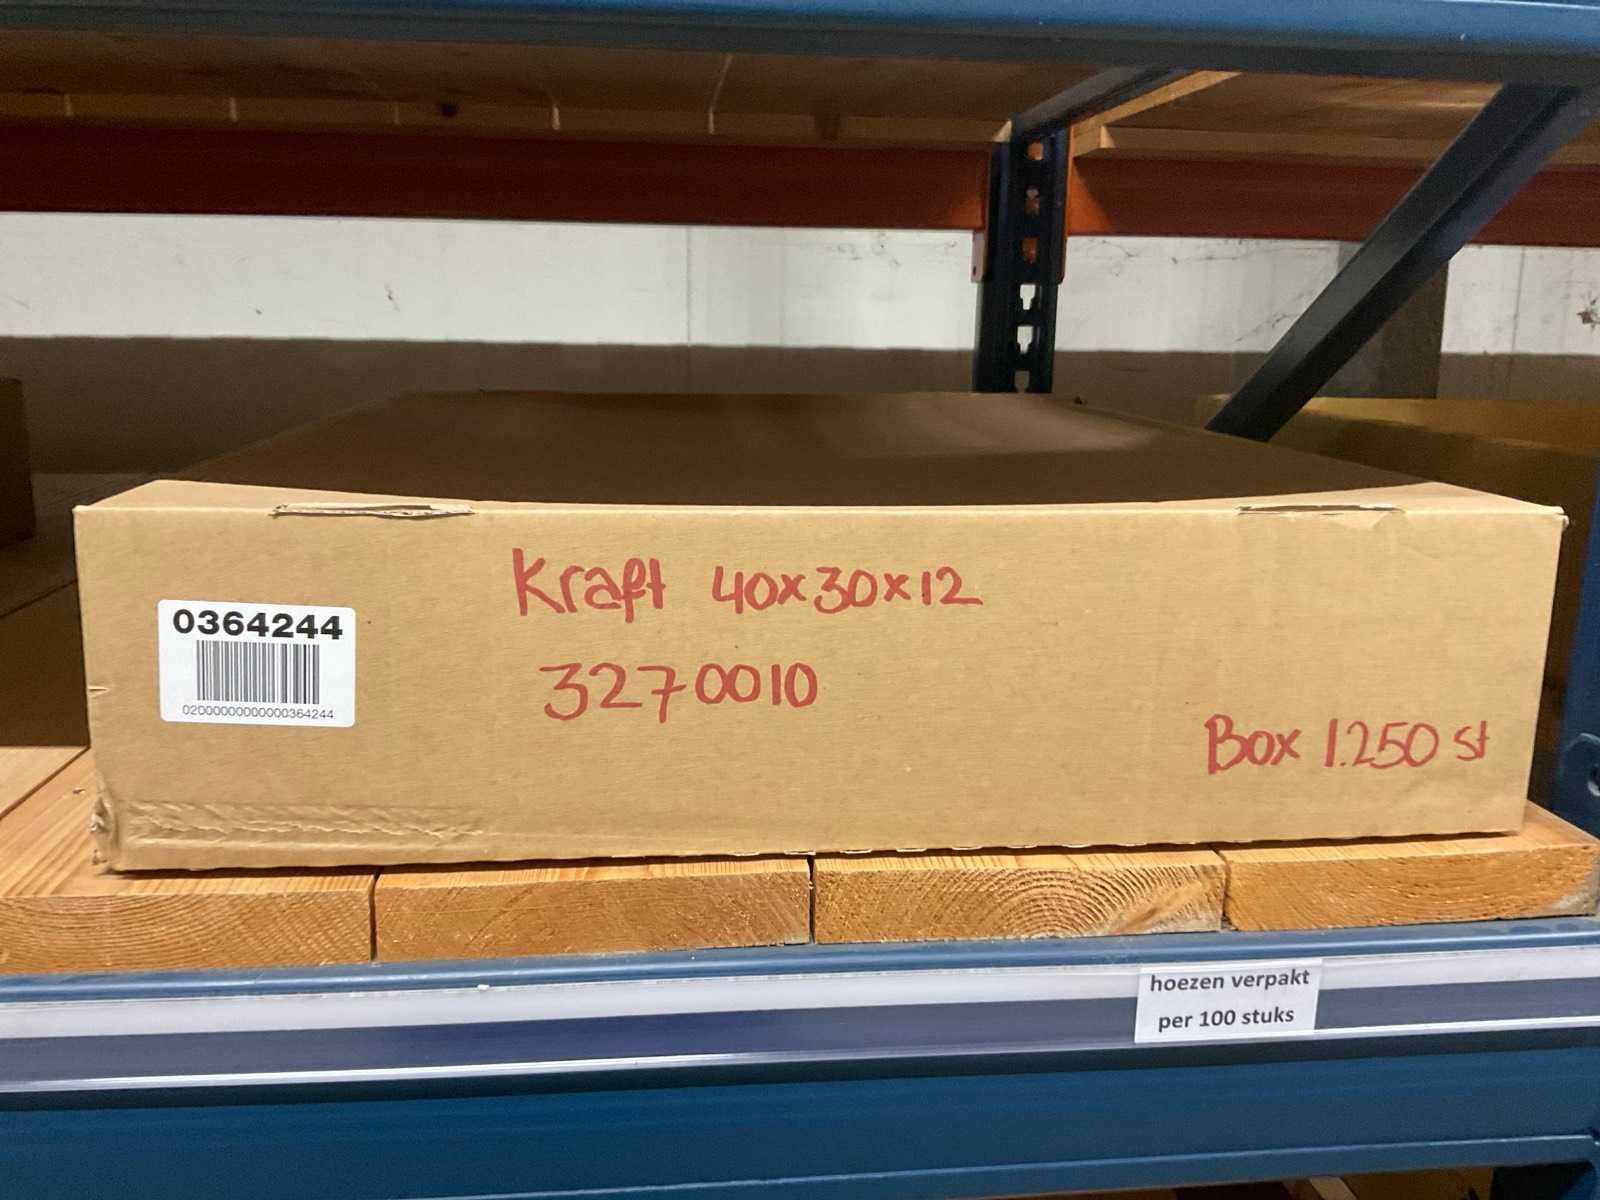 Kraft 40x30x12
3270010
Box 1.250 st
0364244
02000000000000364244
hoezen verpakt
per 100 stuks